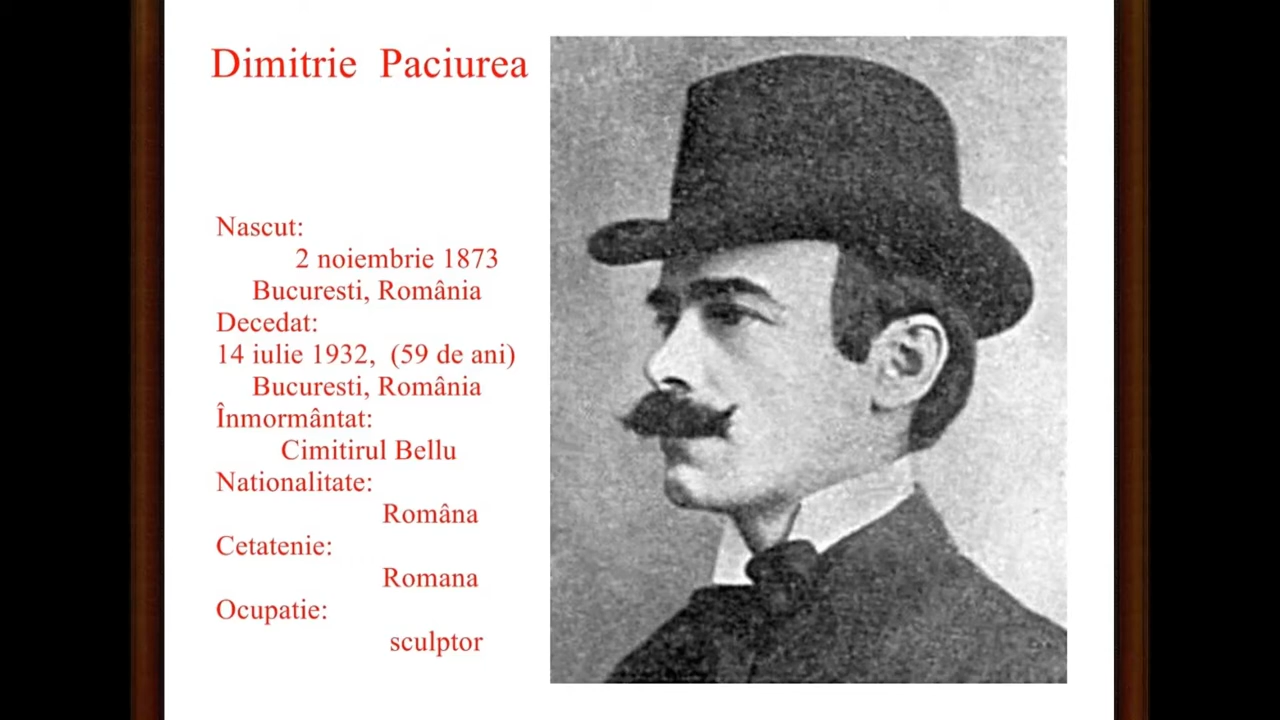 Dimitrie Paciurea
Nascut:
2 noiembrie 1873
Bucuresti, România
Decedat:
14 iulie 1932, (59 de ani)
Bucuresti, România
Înmormântat:
Cimitirul Bellu
Nationalitate:
Româna
Cetatenie:
Romana
Ocupatie:
sculptor